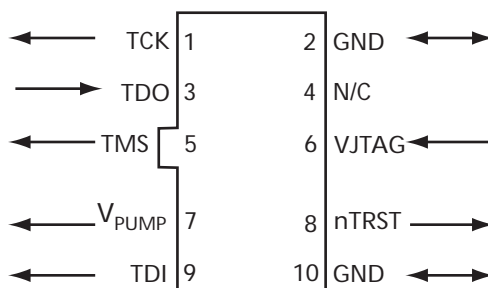 TCK 1 2 GND
TDO 3 4 N/C
TMS 5 6 VJTAG
VPUMP 7 8 nTRST
TDI 9 10 GND